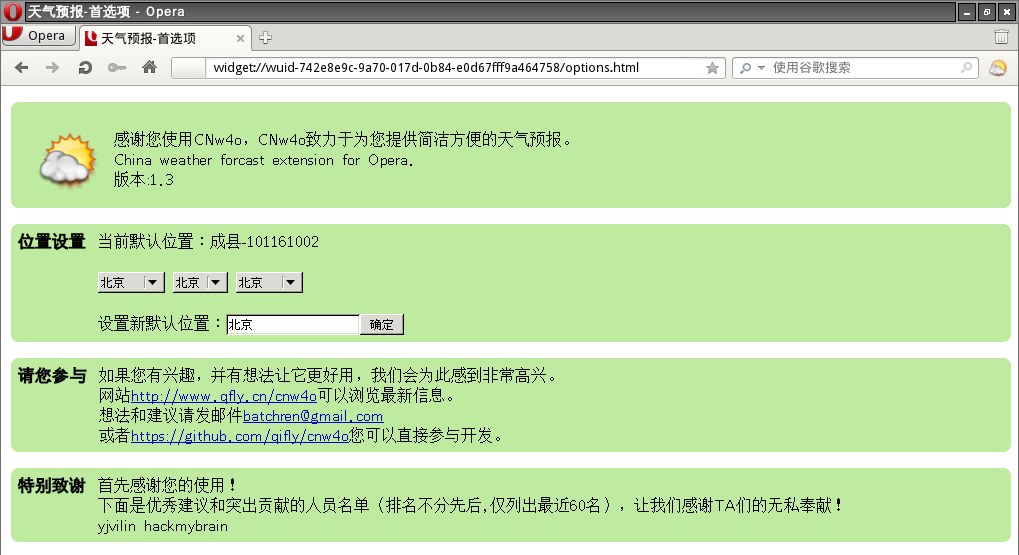 天气预报-首选项 - Opera
Opera
天气预报-首选项
widget://wuid-742e8e9c-9a70-017d-0b84-e0d67fff9a464758/options.html
使用谷歌搜索
感谢您使用CNw4o，CNw4o致力于为您提供简洁方便的天气预报。
China weather forcast extension for Opera.
版本:1.3
位置设置 当前默认位置：成县-101161002
北京 北京 北京
设置新默认位置：北京 确定
请您参与 如果您有兴趣，并有想法让它更好用，我们会为此感到非常高兴。
网站http://www.qfly.cn/cnw4o可以浏览最新信息。
想法和建议请发邮件batchren@gmail.com
或者https://github.com/qifly/cnw4o您可以直接参与开发。
特别致谢 首先感谢您的使用！
下面是优秀建议和突出贡献的人员名单（排名不分先后,仅列出最近60名），让我们感谢TA们的无私奉献！
yjvilin hackmybrain